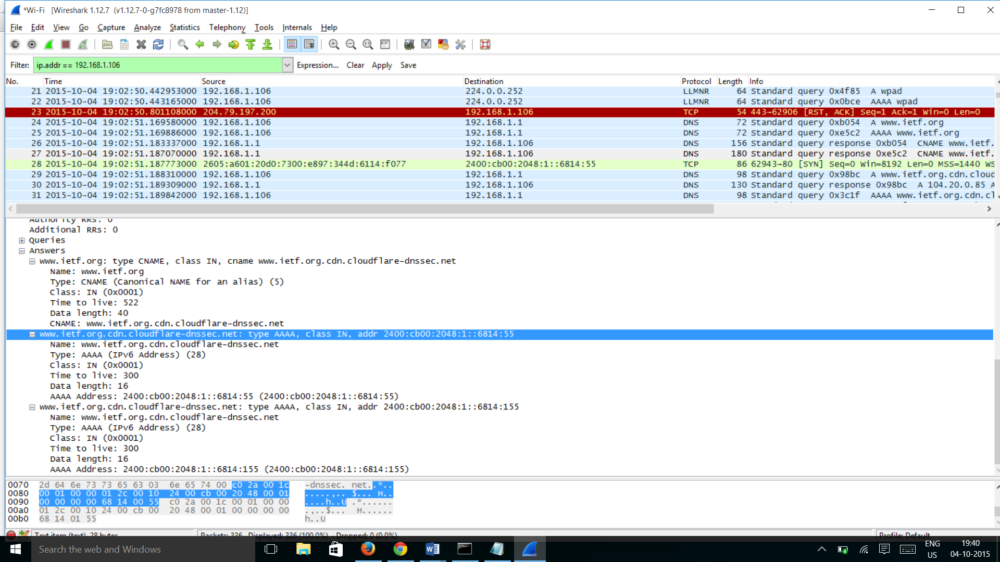 *Wi-Fi   [Wireshark 1.12.7  (v1.12.7-0-g7fc8978 from master-1.12)]
File Edit View Go Capture Analyze Statistics Telephony Tools Internals Help
Filter: ip.addr == 192.168.1.106 Expression... Clear Apply Save
No. Time Source Destination Protocol Length Info
21 2015-10-04 19:02:50.442953000 192.168.1.106 224.0.0.252 LLMNR 64 Standard query 0x4f85  A wpad
22 2015-10-04 19:02:50.443165000 192.168.1.106 224.0.0.252 LLMNR 64 Standard query 0x0bce  AAAA wpad
23 2015-10-04 19:02:50.801108000 204.79.197.200 192.168.1.106 TCP 54 443→62906 [RST, ACK] Seq=1 Ack=1 Win=0 Len=0
24 2015-10-04 19:02:51.169580000 192.168.1.106 192.168.1.1 DNS 72 Standard query 0xb054  A www.ietf.org
25 2015-10-04 19:02:51.169886000 192.168.1.106 192.168.1.1 DNS 72 Standard query 0xe5c2  AAAA www.ietf.org
26 2015-10-04 19:02:51.183337000 192.168.1.1 192.168.1.106 DNS 156 Standard query response 0xb054  CNAME www.ietf.
27 2015-10-04 19:02:51.187070000 192.168.1.1 192.168.1.106 DNS 180 Standard query response 0xe5c2  CNAME www.ietf.
28 2015-10-04 19:02:51.187773000 2605:a601:20d0:7300:e897:344d:6114:f077 2400:cb00:2048:1::6814:55 TCP 86 62943→80 [SYN] Seq=0 Win=8192 Len=0 MSS=1440 WS
29 2015-10-04 19:02:51.188310000 192.168.1.106 192.168.1.1 DNS 98 Standard query 0x98bc  A www.ietf.org.cdn.cloud
30 2015-10-04 19:02:51.189309000 192.168.1.1 192.168.1.106 DNS 130 Standard query response 0x98bc  A 104.20.0.85 A
31 2015-10-04 19:02:51.189842000 192.168.1.106 192.168.1.1 DNS 98 Standard query 0x3c1f  AAAA www.ietf.org.cdn.cl
Authority RRs: 0
Additional RRs: 0
Queries
Answers
www.ietf.org: type CNAME, class IN, cname www.ietf.org.cdn.cloudflare-dnssec.net
Name: www.ietf.org
Type: CNAME (Canonical NAME for an alias) (5)
Class: IN (0x0001)
Time to live: 522
Data length: 40
CNAME: www.ietf.org.cdn.cloudflare-dnssec.net
www.ietf.org.cdn.cloudflare-dnssec.net: type AAAA, class IN, addr 2400:cb00:2048:1::6814:55
Name: www.ietf.org.cdn.cloudflare-dnssec.net
Type: AAAA (IPv6 Address) (28)
Class: IN (0x0001)
Time to live: 300
Data length: 16
AAAA Address: 2400:cb00:2048:1::6814:55 (2400:cb00:2048:1::6814:55)
www.ietf.org.cdn.cloudflare-dnssec.net: type AAAA, class IN, addr 2400:cb00:2048:1::6814:155
Name: www.ietf.org.cdn.cloudflare-dnssec.net
Type: AAAA (IPv6 Address) (28)
Class: IN (0x0001)
Time to live: 300
Data length: 16
AAAA Address: 2400:cb00:2048:1::6814:155 (2400:cb00:2048:1::6814:155)
0070 2d 64 6e 73 73 65 63 03 6e 65 74 00 c0 2a 00 1c -dnssec. net..*..
0080 00 01 00 00 01 2c 00 10 24 00 cb 00 20 48 00 01 .....,.. $... H..
0090 00 00 00 00 68 14 00 55 c0 2a 00 1c 00 01 00 00 ....h..U .*......
00a0 01 2c 00 10 24 00 cb 00 20 48 00 01 00 00 00 00 .,..$... H......
00b0 68 14 01 55 h..U
Text item (text), 28 bytes Packets: 336 · Displayed: 336 (100.0%) · Dropped: 0 (0.0%) Profile: Default
Search the web and Windows
ENG
US
19:40
04-10-2015